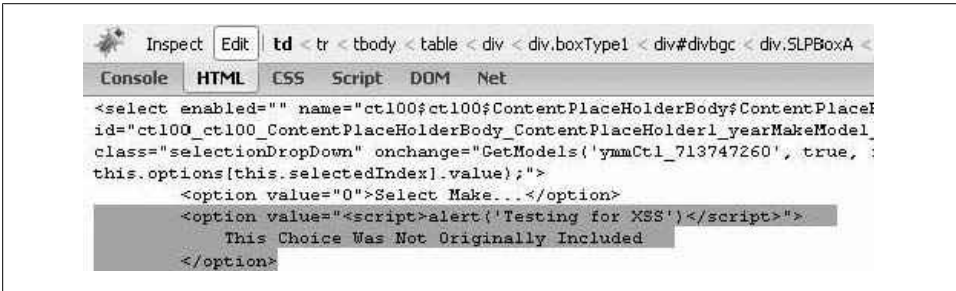 Inspect Edit td < tr < tbody < table < div < div.boxType1 < div#divbgc < div.SLPBoxA <
Console HTML CSS Script DOM Net
<select enabled="" name="ctl00$ctl00$ContentPlaceHolderBody$ContentPlaceH
id="ctl00_ctl00_ContentPlaceHolderBody_ContentPlaceHolder1_yearMakeModel_
class="selectionDropDown" onchange="GetModels('ymmCtl_713747260', true,
this.options[this.selectedIndex].value);">
<option value="0">Select Make...</option>
<option value="<script>alert('Testing for XSS')</script>">
This Choice Was Not Originally Included
</option>